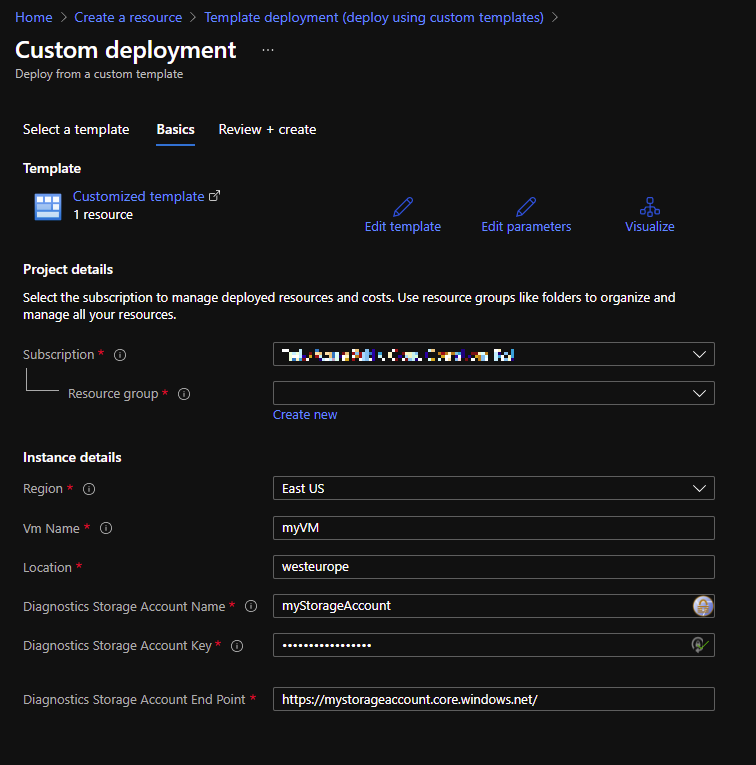 Home > Create a resource > Template deployment (deploy using custom templates) >
Custom deployment ...
Deploy from a custom template
Select a template Basics Review + create
Template
Customized template
1 resource
Edit template Edit parameters Visualize
Project details
Select the subscription to manage deployed resources and costs. Use resource groups like folders to organize and
manage all your resources.
Subscription *
Resource group *
Create new
Instance details
Region * East US
Vm Name * myVM
Location * westeurope
Diagnostics Storage Account Name * myStorageAccount
Diagnostics Storage Account Key * •••••••••••••••••
Diagnostics Storage Account End Point * https://mystorageaccount.core.windows.net/